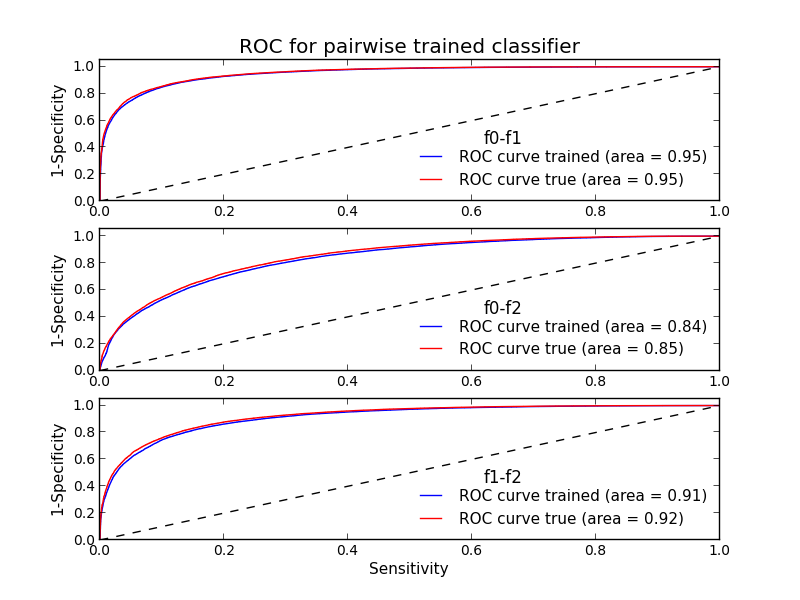 ROC for pairwise trained classifier
1.0
0.8
0.6
0.4
0.2
0.0
1-Specificity
f0-f1
ROC curve trained (area = 0.95)
ROC curve true (area = 0.95)
0.0 0.2 0.4 0.6 0.8 1.0
1.0
0.8
0.6
0.4
0.2
0.0
1-Specificity
f0-f2
ROC curve trained (area = 0.84)
ROC curve true (area = 0.85)
0.0 0.2 0.4 0.6 0.8 1.0
1.0
0.8
0.6
0.4
0.2
0.0
1-Specificity
f1-f2
ROC curve trained (area = 0.91)
ROC curve true (area = 0.92)
0.0 0.2 0.4 0.6 0.8 1.0
Sensitivity